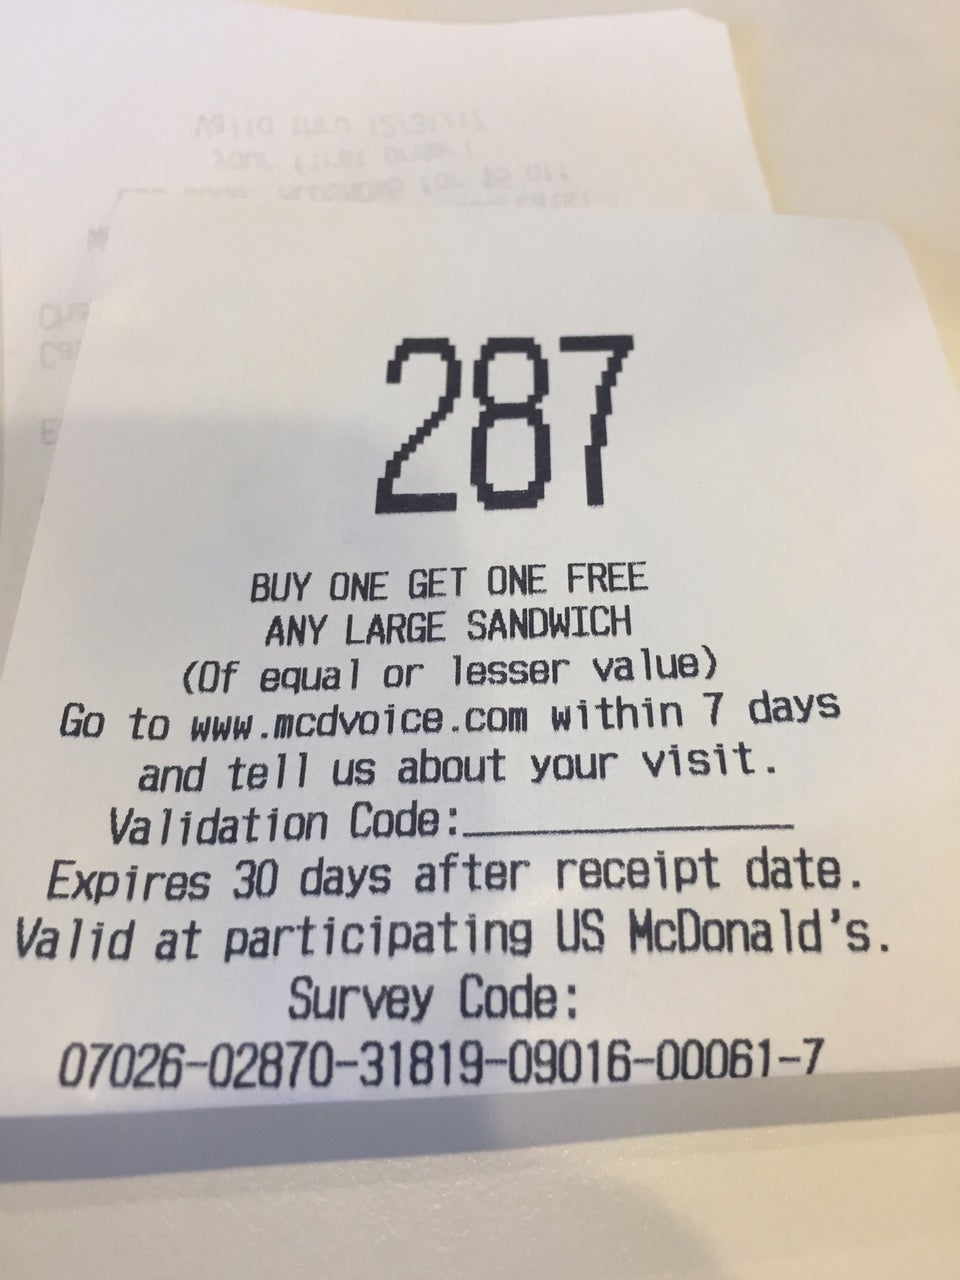 287
BUY ONE GET ONE FREE
ANY LARGE SANDWICH
(Of equal or lesser value)
Go to www.mcdvoice.com within 7 days
and tell us about your visit.
Validation Code:
Expires 30 days after receipt date.
Valid at participating US McDonald's.
Survey Code:
07026-02870-31819-09016-00061-7